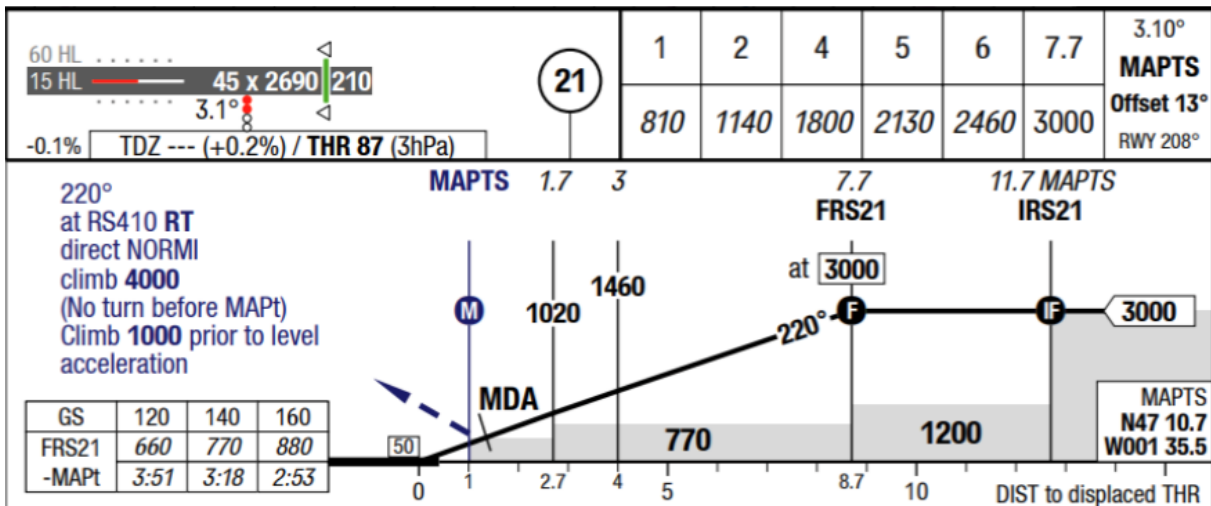 60 HL
15 HL 45 x 2690 210
3.1°
-0.1% TDZ --- (+0.2%) / THR 87 (3hPa)
21
1 2 4 5 6 7.7
810 1140 1800 2130 2460 3000
3.10°
MAPTS
Offset 13°
RWY 208°
MAPTS 1.7 3 7.7 11.7 MAPTS
FRS21 IRS21
220°
at RS410 RT
direct NORMI
climb 4000
(No turn before MAPt)
Climb 1000 prior to level
acceleration
at 3000
1460
M 1020 220° F IF 3000
MDA
GS 120 140 160
FRS21 660 770 880
-MAPt 3:51 3:18 2:53
50
770 1200
MAPTS
N47 10.7
W001 35.5
0 1 2.7 4 5 8.7 10 DIST to displaced THR